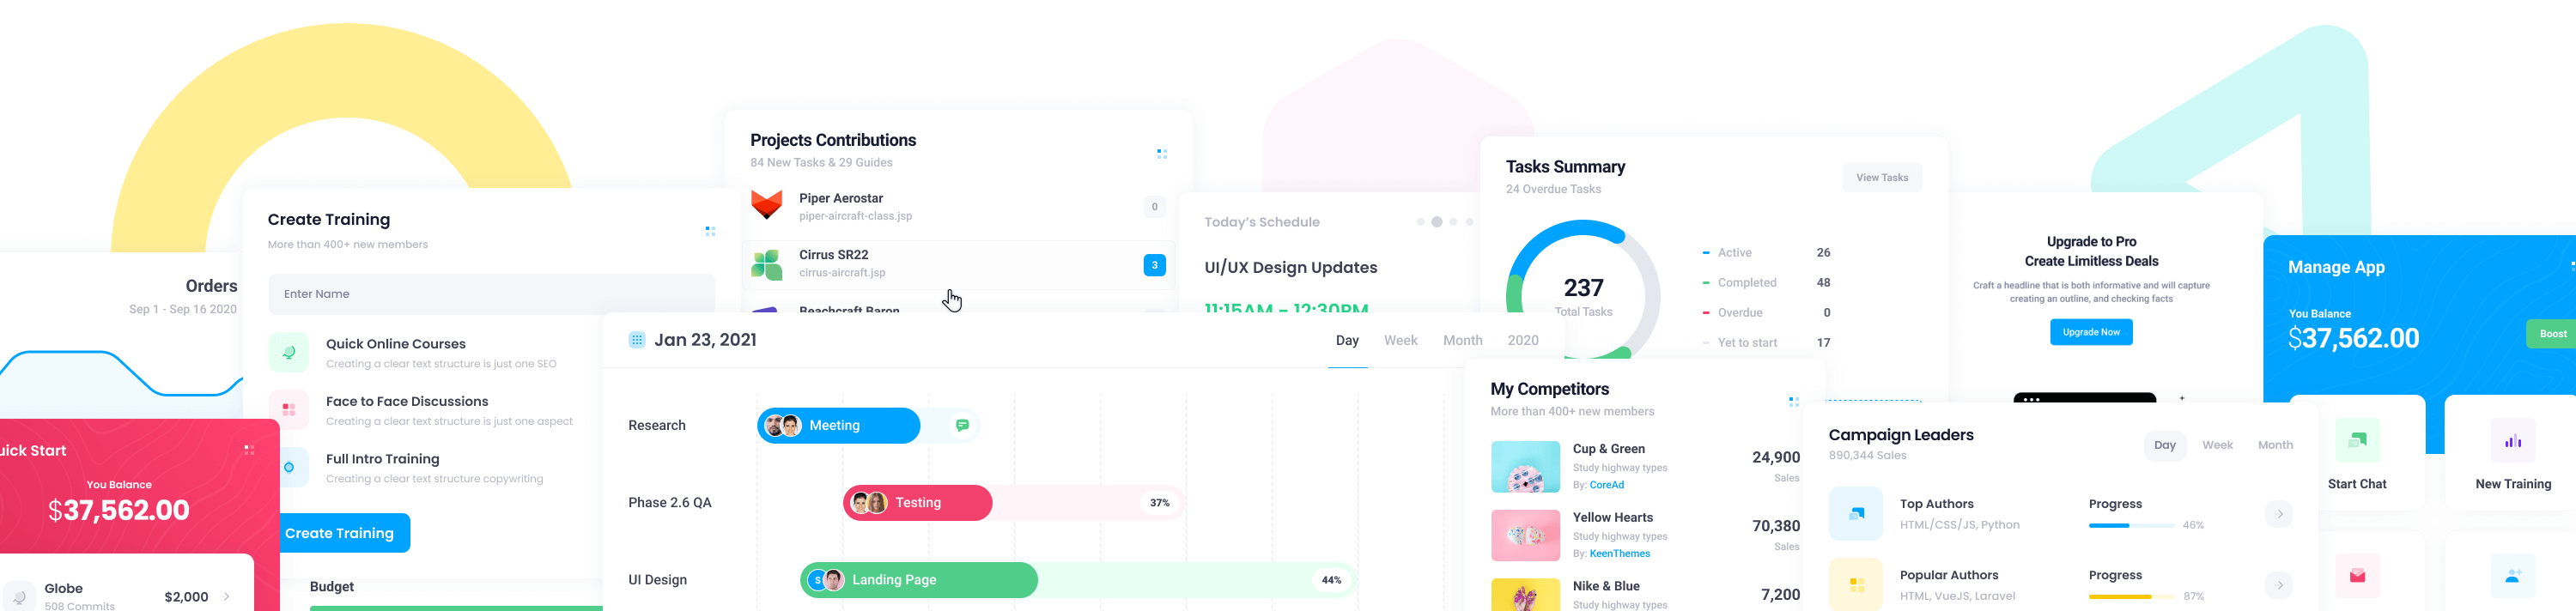 Orders
Sep 1 - Sep 16 2020
uick Start
You Balance
$37,562.00
Globe
508 Commits
$2,000
Create Training
More than 400+ new members
Enter Name
Quick Online Courses
Creating a clear text structure is just one SEO
Face to Face Discussions
Creating a clear text structure is just one aspect
Full Intro Training
Creating a clear text structure copywriting
Create Training
Budget
Projects Contributions
84 New Tasks & 29 Guides
Piper Aerostar
piper-aircraft-class.jsp
0
Cirrus SR22
cirrus-aircraft.jsp
3
Beachcraft Baron
Today's Schedule
UI/UX Design Updates
11:15AM - 12:30PM
Jan 23, 2021
Day
Week
Month
2020
Research
Meeting
Phase 2.6 QA
Testing
37%
UI Design
S
Landing Page
44%
Tasks Summary
24 Overdue Tasks
View Tasks
237
Total Tasks
Active 26
Completed 48
Overdue 0
Yet to start 17
My Competitors
More than 400+ new members
Cup & Green
Study highway types
By: CoreAd
24,900
Sales
Yellow Hearts
Study highway types
By: KeenThemes
70,380
Sales
Nike & Blue
Study highway types
7,200
Upgrade to Pro
Create Limitless Deals
Craft a headline that is both informative and will capture
creating an outline, and checking facts
Upgrade Now
Campaign Leaders
890,344 Sales
Day
Week
Month
Top Authors
HTML/CSS/JS, Python
Progress
46%
Popular Authors
HTML, VueJS, Laravel
Progress
87%
Manage App
You Balance
$37,562.00
Boost
Start Chat
New Training